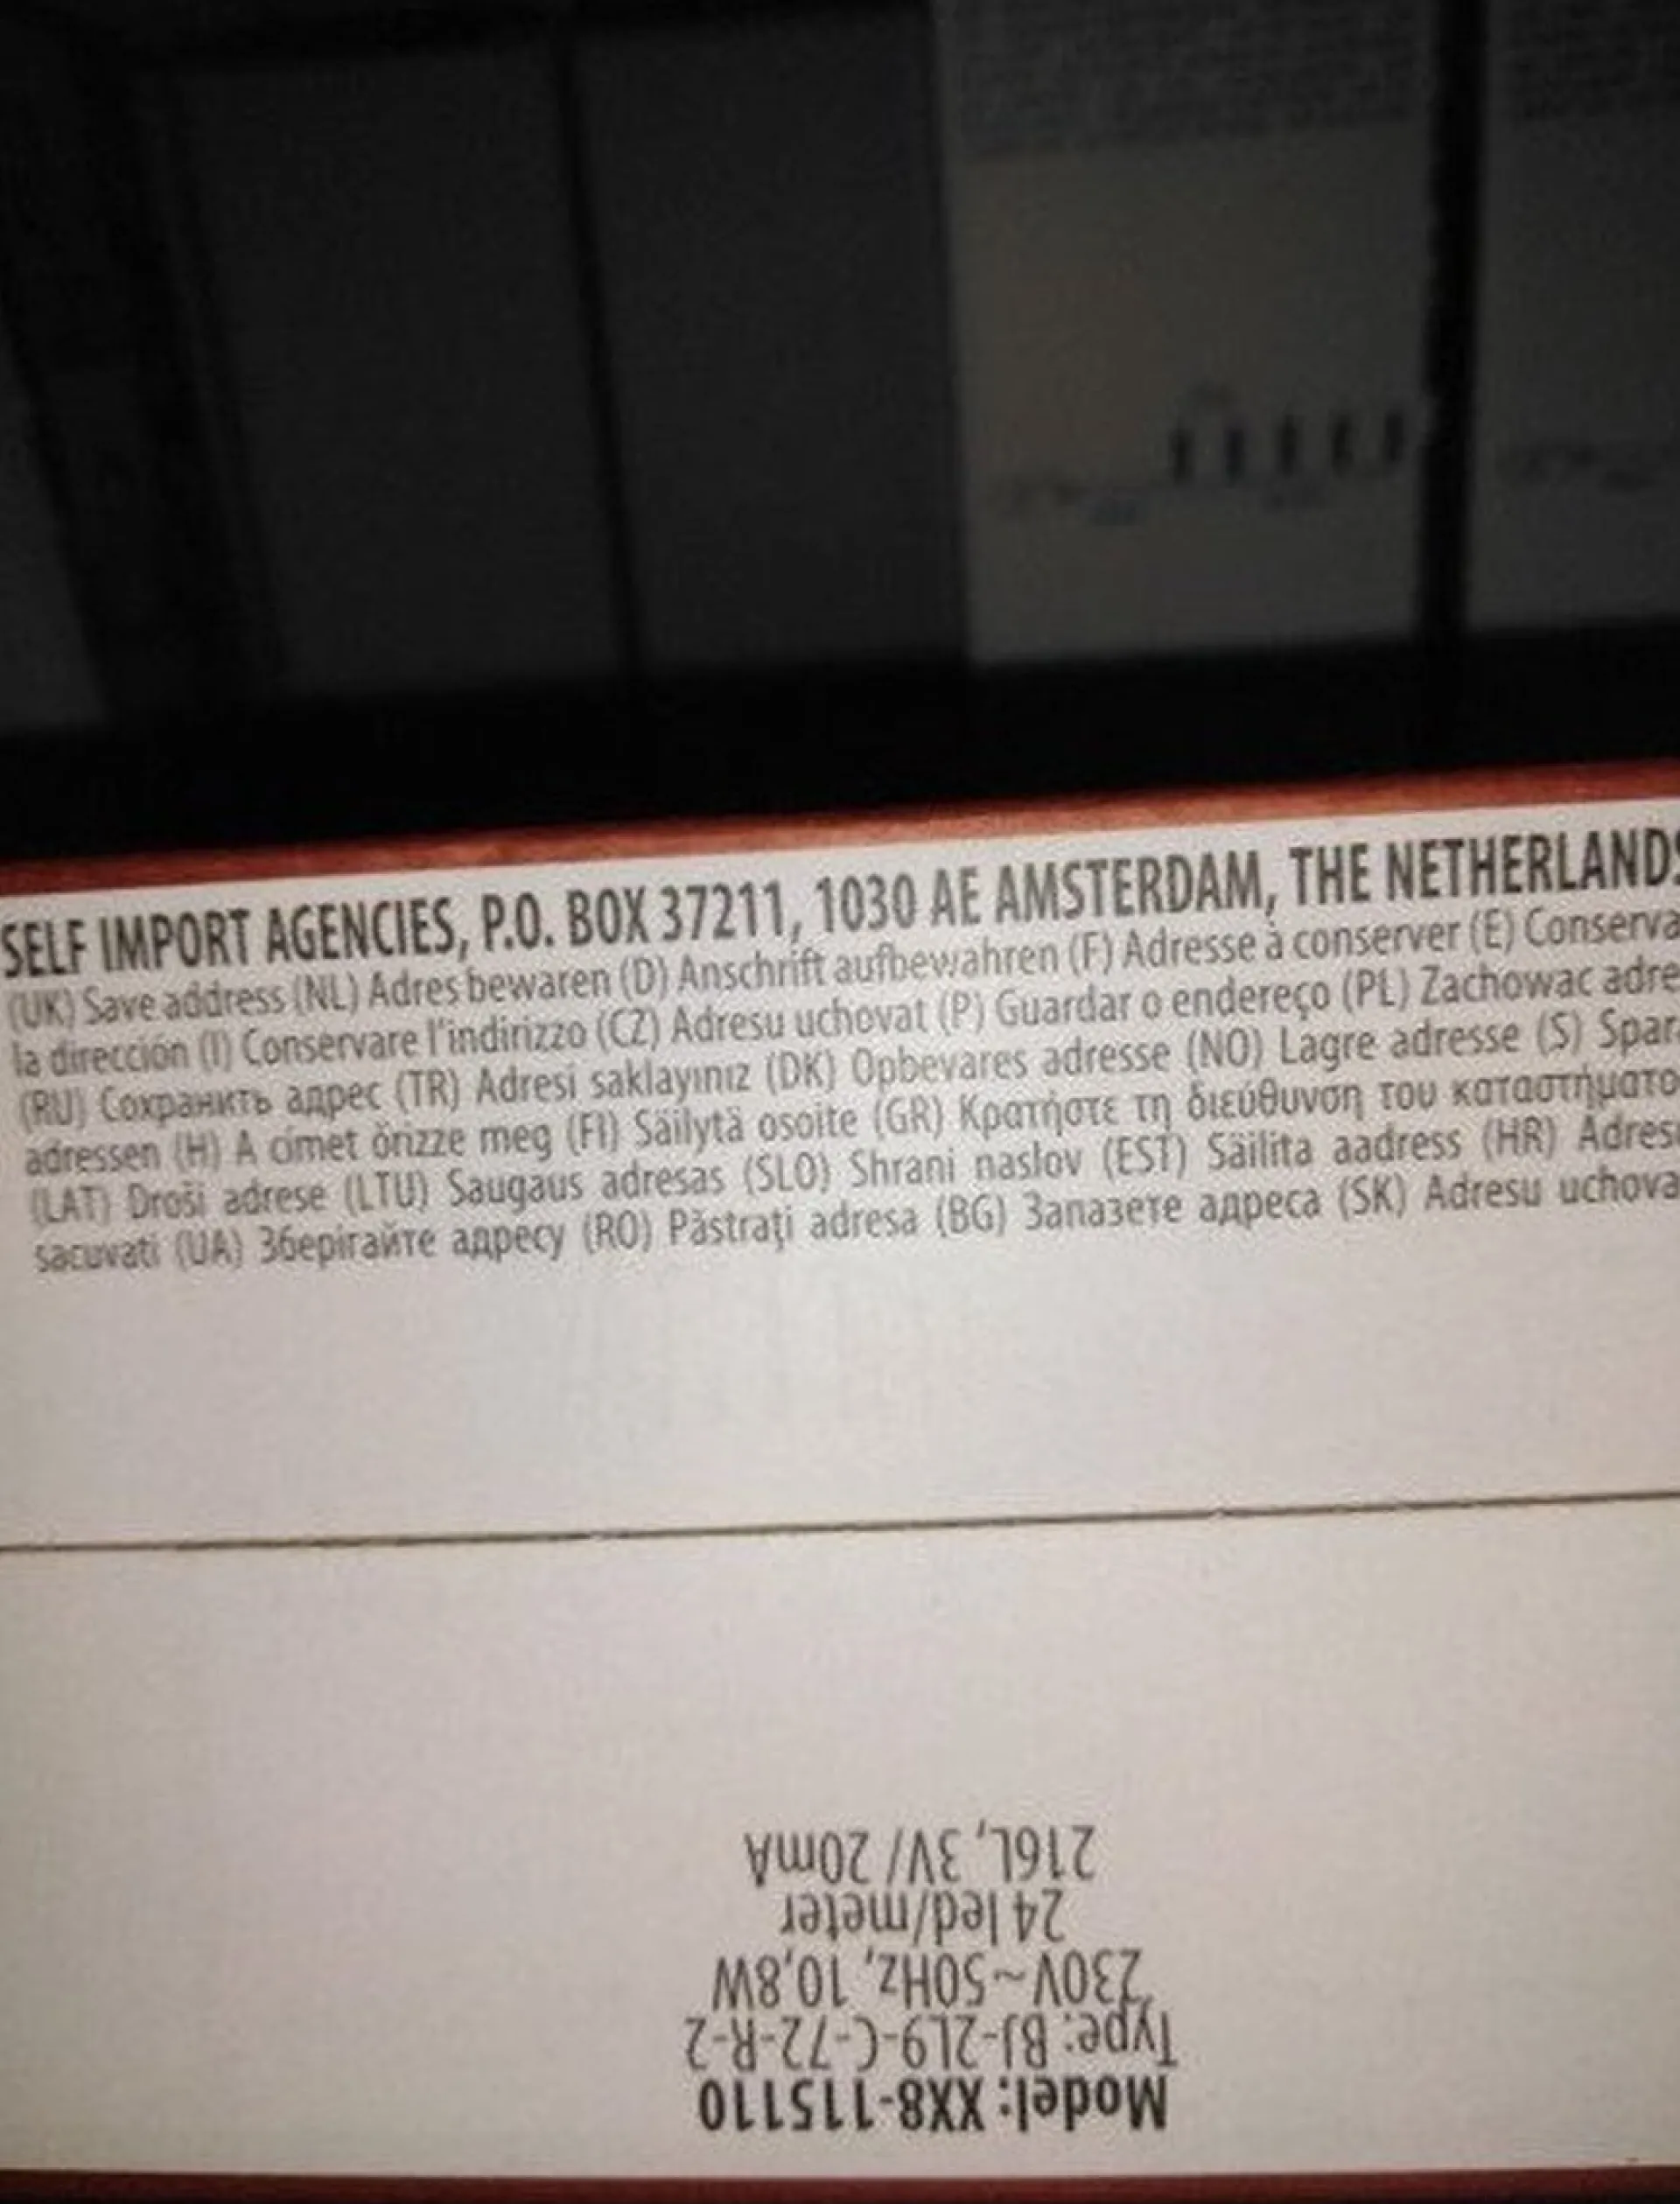 SELF IMPORT AGENCIES, P.O. BOX 37211, 1030 AE AMSTERDAM, THE NETHERLANDS
(UK) Save address (NL) Adres bewaren (D) Anschrift aufbewahren (F) Adresse à conserver (E) Conserva
la direccion (I) Conservare l'indirizzo (CZ) Adresu uchovat (P) Guardar o endereço (PL) Zachowac adre
(RU) Сохранить адрес (TR) Adresi saklayınız (DK) Opbevares adresse (NO) Lagre adresse (S) Spar
adressen (H) A címet örizze meg (FI) Säilytä osoite (GR) Κρατήστε τη διεύθυνση του καταστήματο
(LAT) Droši adrese (LTU) Saugaus adresas (SLO) Shrani naslov (EST) Säilita aadress (HR) Adres
sacuvati (UA) Зберігайте адресу (RO) Păstrați adresa (BG) Запазете адреса (SK) Adresu uchova
Model: XX8-115110
Type: BJ-2L9-C-72-R-2
230V~50Hz, 10,8W
24 led/meter
216L, 3V/ 20mA